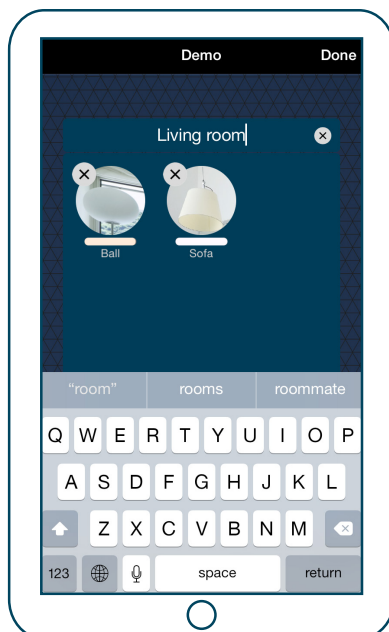 Demo Done
Living room
Ball Sofa
“room” rooms roommate
Q W E R T Y U I O P
A S D F G H J K L
Z X C V B N M
123 space return